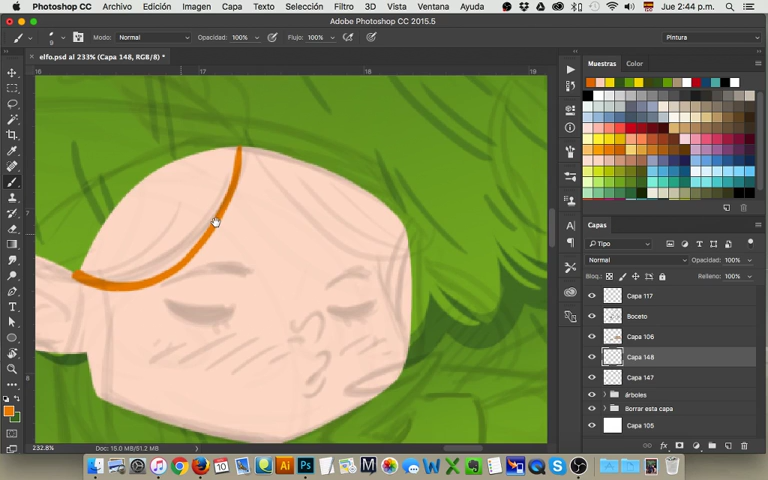 Photoshop CC Archivo Edición Imagen Capa Texto Selección Filtro 3D Vista Ventana Ayuda Jue 2:44 p.m.
Adobe Photoshop CC 2015.5
9 Modo: Normal Opacidad: 100% Flujo: 100% Pintura
elfo.psd al 233% (Capa 148, RGB/8) *
16 17 18 19
7
8
Muestras Color
Capas
Tipo
Normal Opacidad: 100%
Bloq.: Relleno: 100%
Capa 117
Boceto
Capa 106
Capa 148
Capa 147
árboles
Borrar esta capa
Capa 105
232.8% Doc: 15.0 MB/51.2 MB